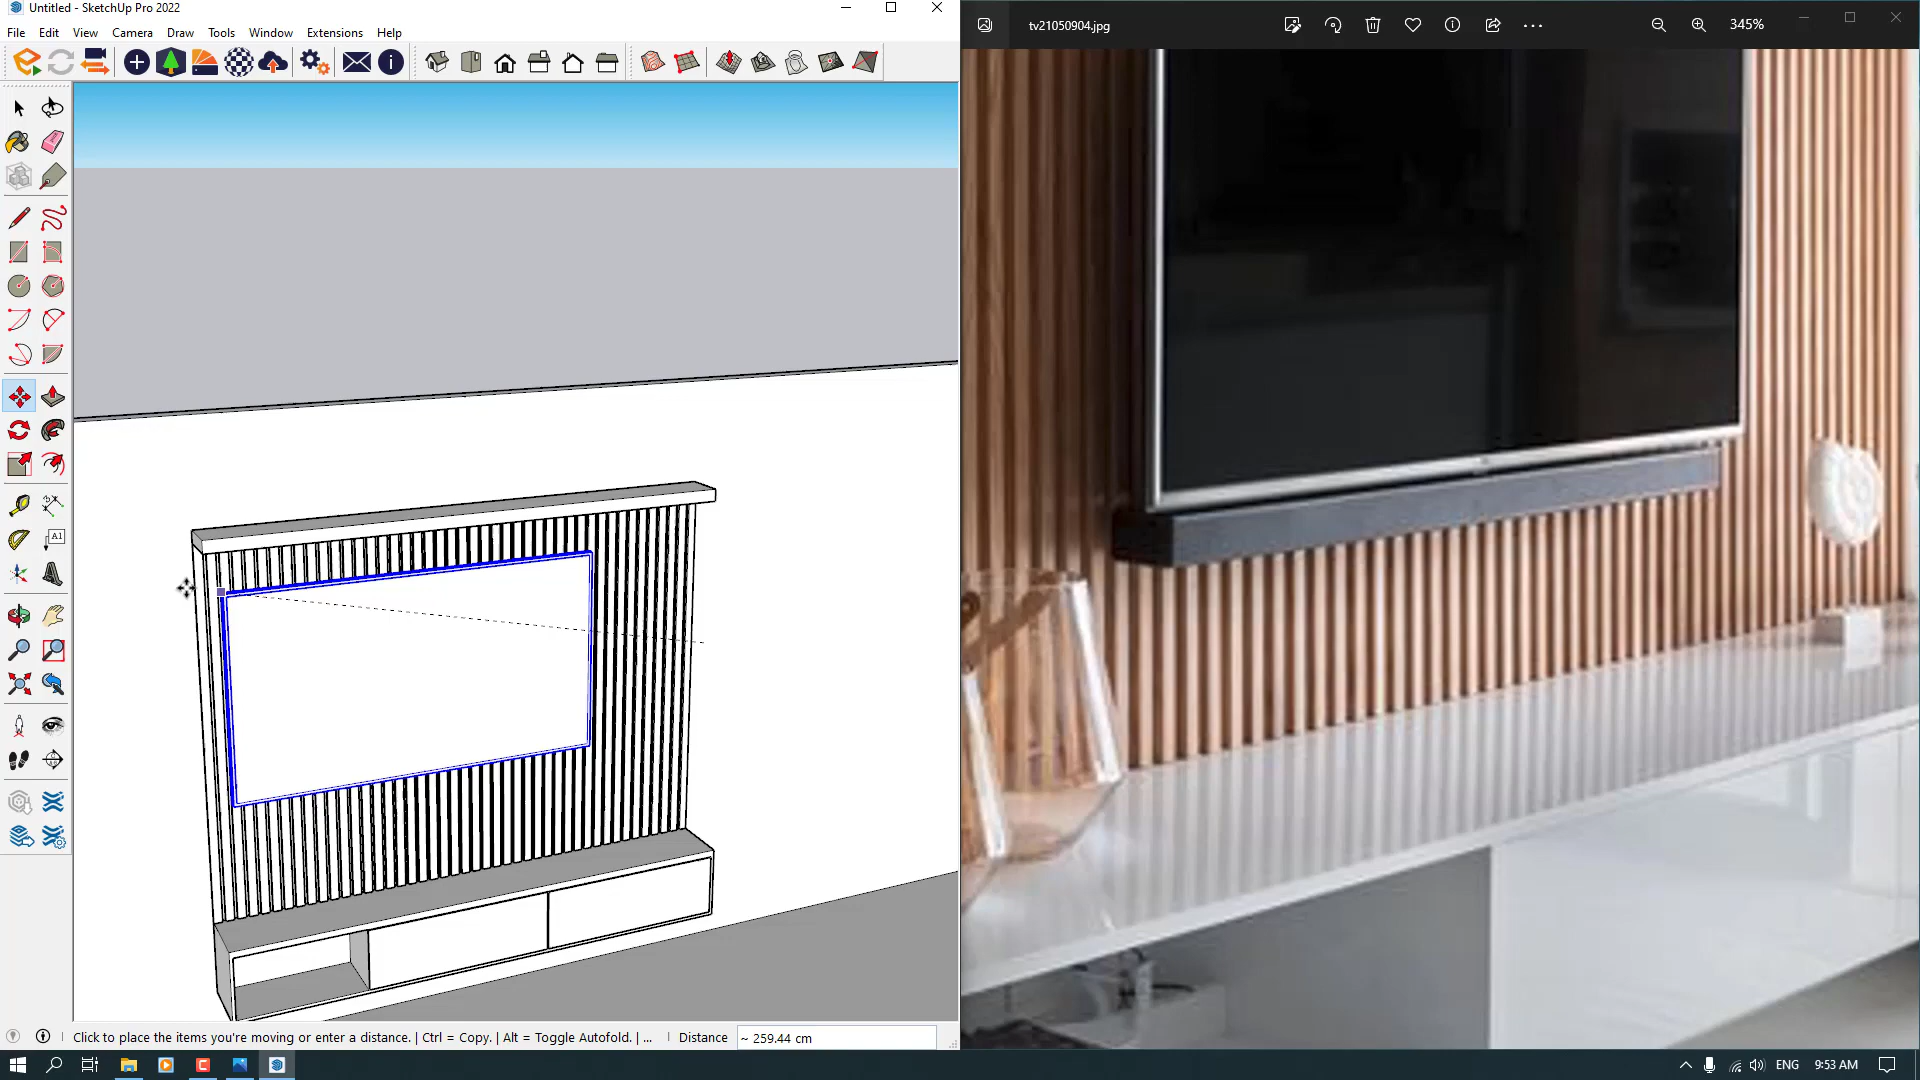 Untitled - SketchUp Pro 2022
File Edit View Camera Draw Tools Window Extensions Help
A1
Click to place the items you're moving or enter a distance. | Ctrl = Copy. | Alt = Toggle Autofold. | ...
Distance
~ 259.44 cm
tv21050904.jpg
345%
ENG
9:53 AM